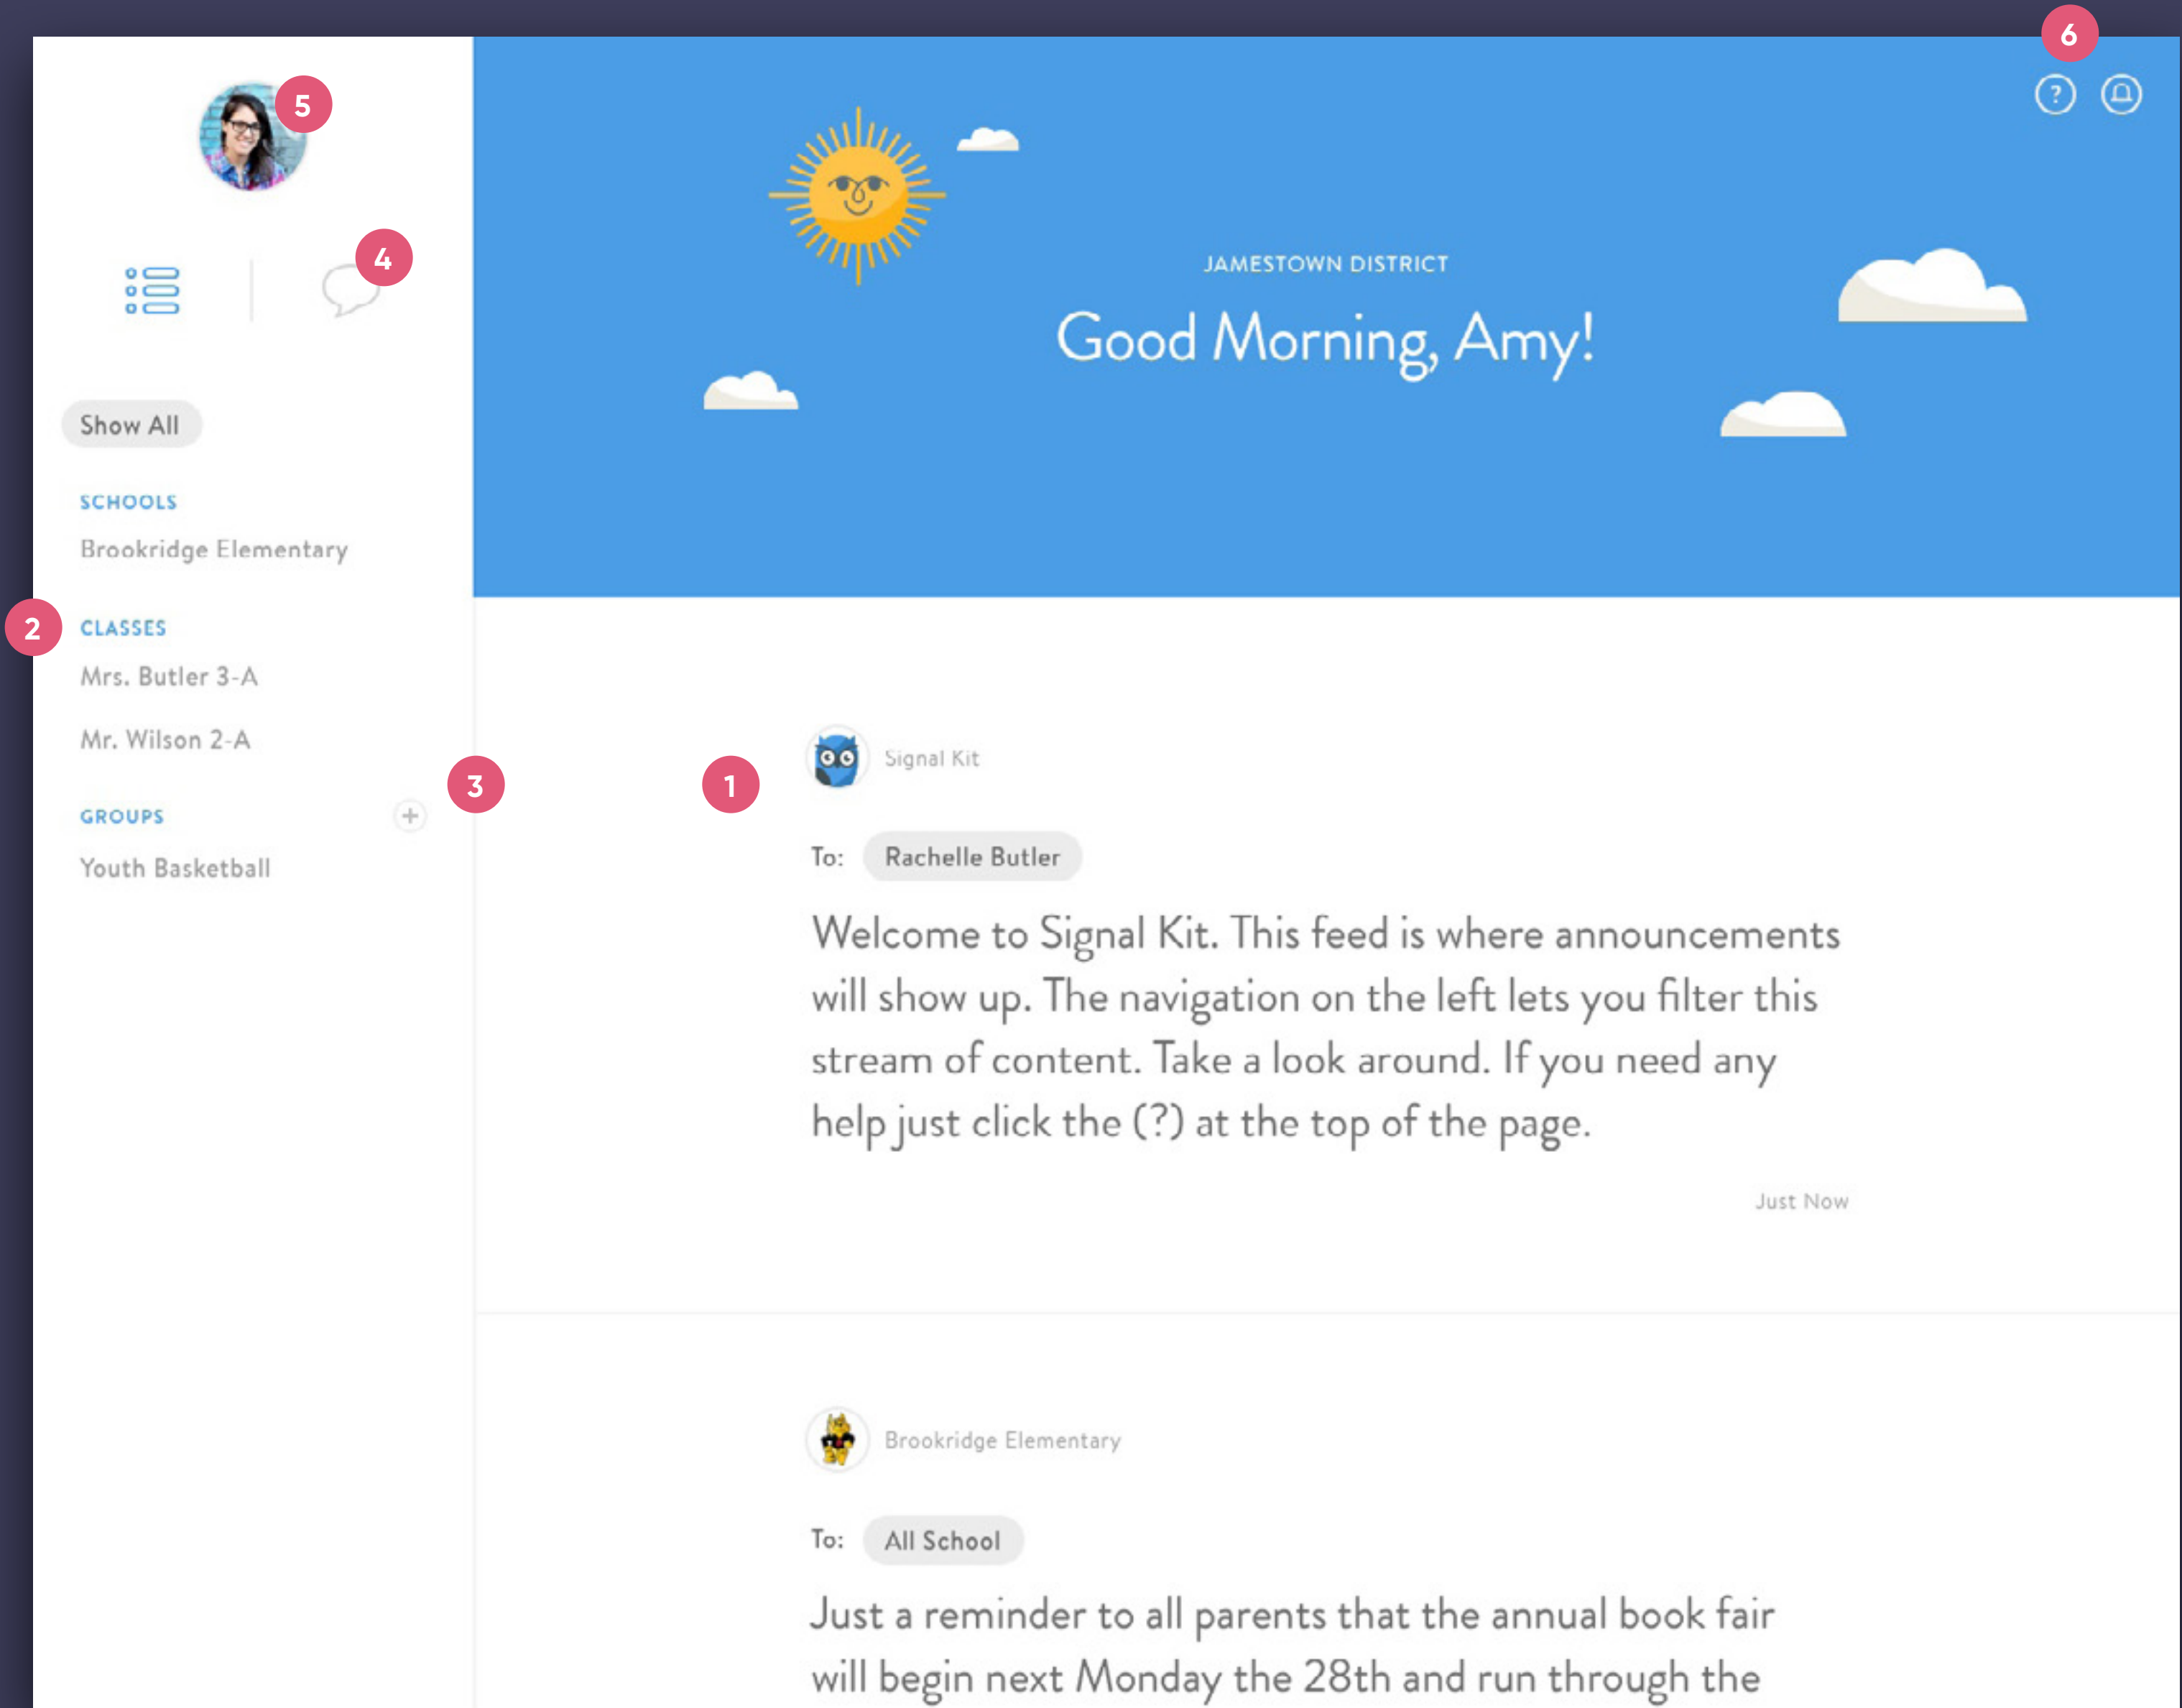 6
5
4
Show All
SCHOOLS
Brookridge Elementary
2
CLASSES
Mrs. Butler 3-A
Mr. Wilson 2-A
3
GROUPS
+
Youth Basketball
?
JAMESTOWN DISTRICT
Good Morning, Amy!
1
Signal Kit
To: Rachelle Butler
Welcome to Signal Kit. This feed is where announcements
will show up. The navigation on the left lets you filter this
stream of content. Take a look around. If you need any
help just click the (?) at the top of the page.
Just Now
Brookridge Elementary
To: All School
Just a reminder to all parents that the annual book fair
will begin next Monday the 28th and run through the